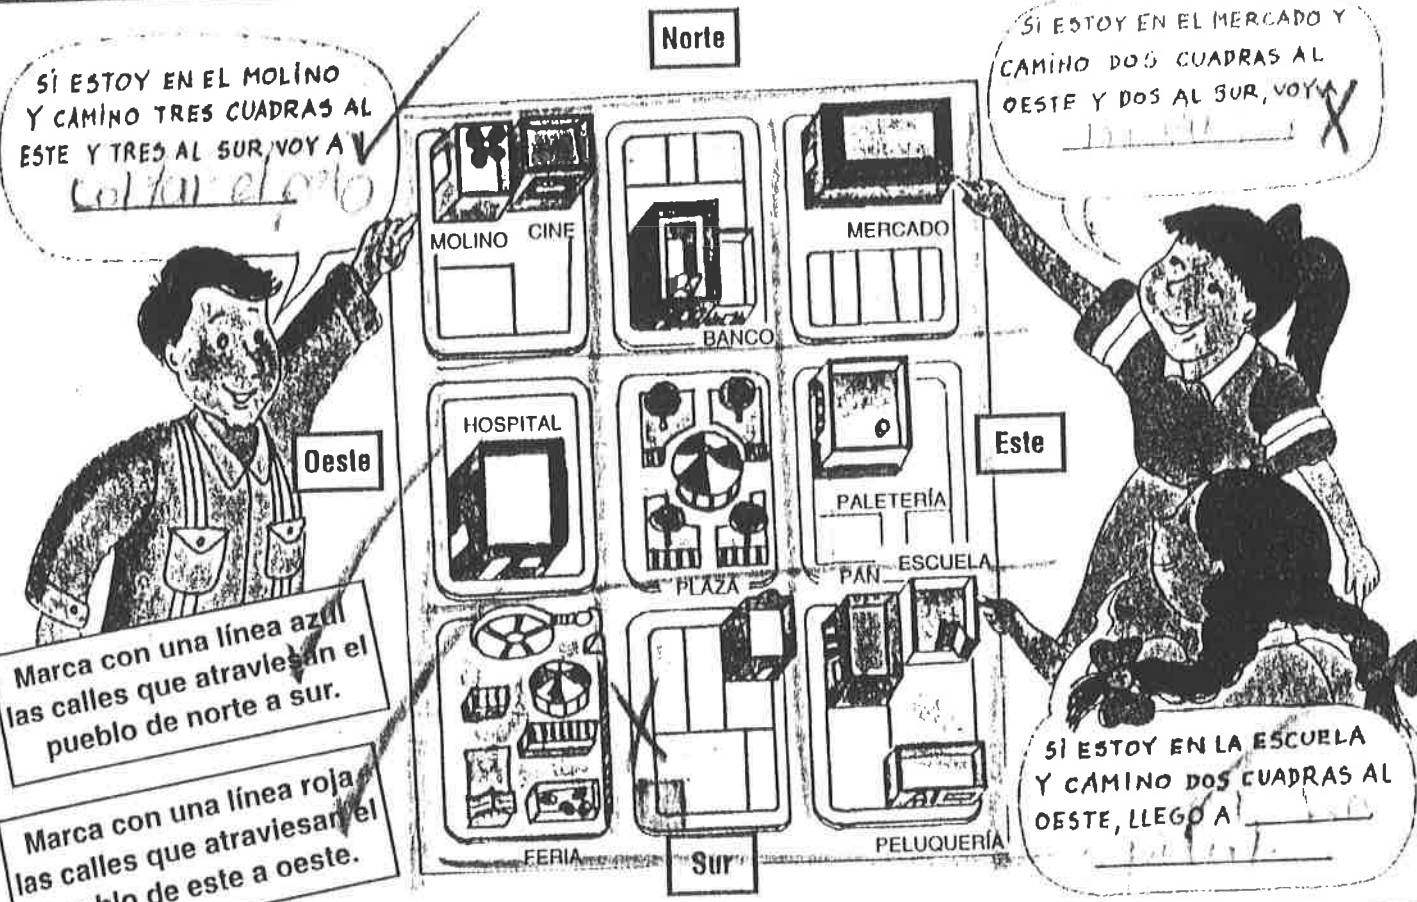 Norte
SI ESTOY EN EL MOLINO
Y CAMINO TRES CUADRAS AL
ESTE Y TRES AL SUR, VOY A
cortar el pelo
SI ESTOY EN EL MERCADO Y
CAMINO DOS CUADRAS AL
OESTE Y DOS AL SUR, VOY A
MOLINO
CINE
MERCADO
BANCO
HOSPITAL
Oeste
Este
PALETERÍA
PLAZA
PAN
ESCUELA
Marca con una línea azul
las calles que atraviesan el
pueblo de norte a sur.
Marca con una línea roja
las calles que atraviesan el
de este a oeste.
FERIA
Sur
PELUQUERÍA
SI ESTOY EN LA ESCUELA
Y CAMINO DOS CUADRAS AL
OESTE, LLEGO A